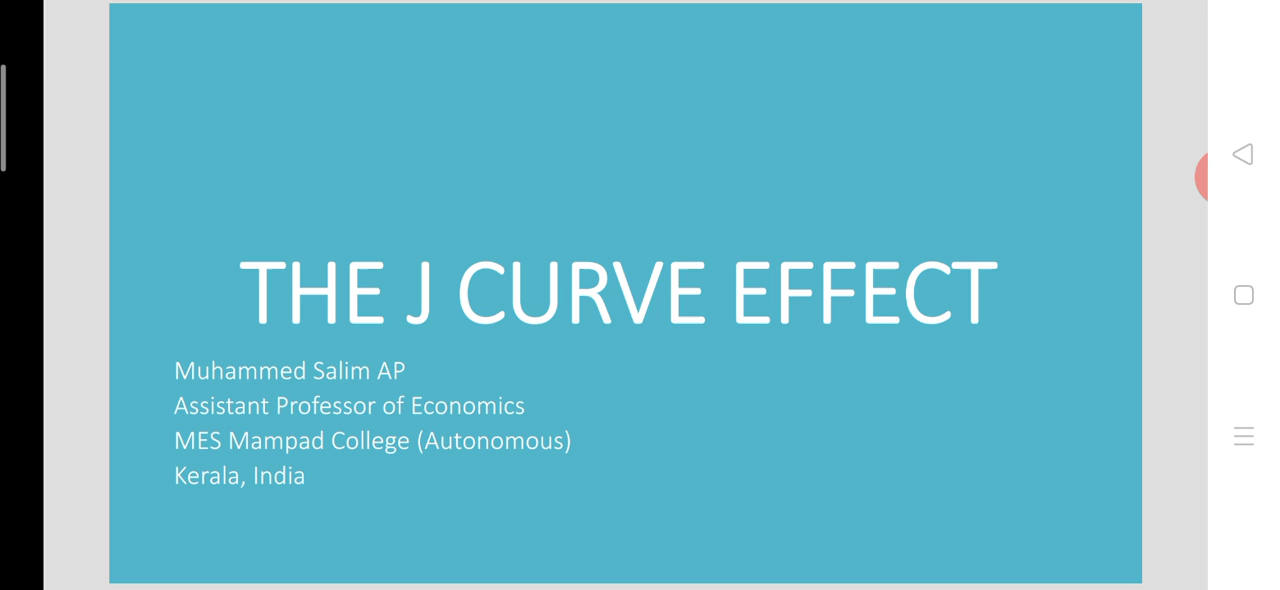 THE J CURVE EFFECT
Muhammed Salim AP
Assistant Professor of Economics
MES Mampad College (Autonomous)
Kerala, India